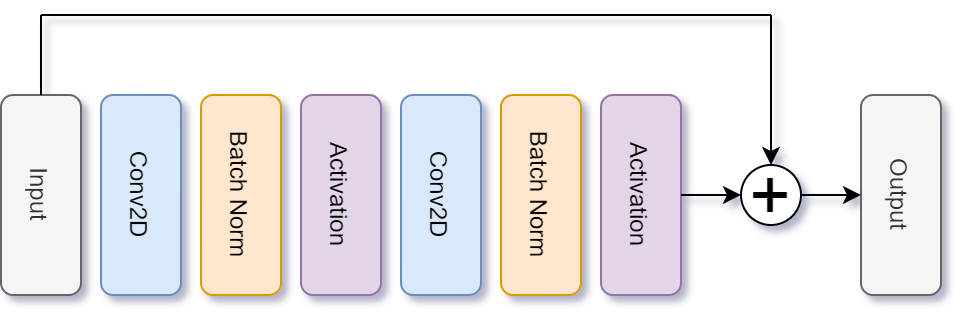 Input
Conv2D
Batch Norm
Activation
Conv2D
Batch Norm
Activation
+
Output